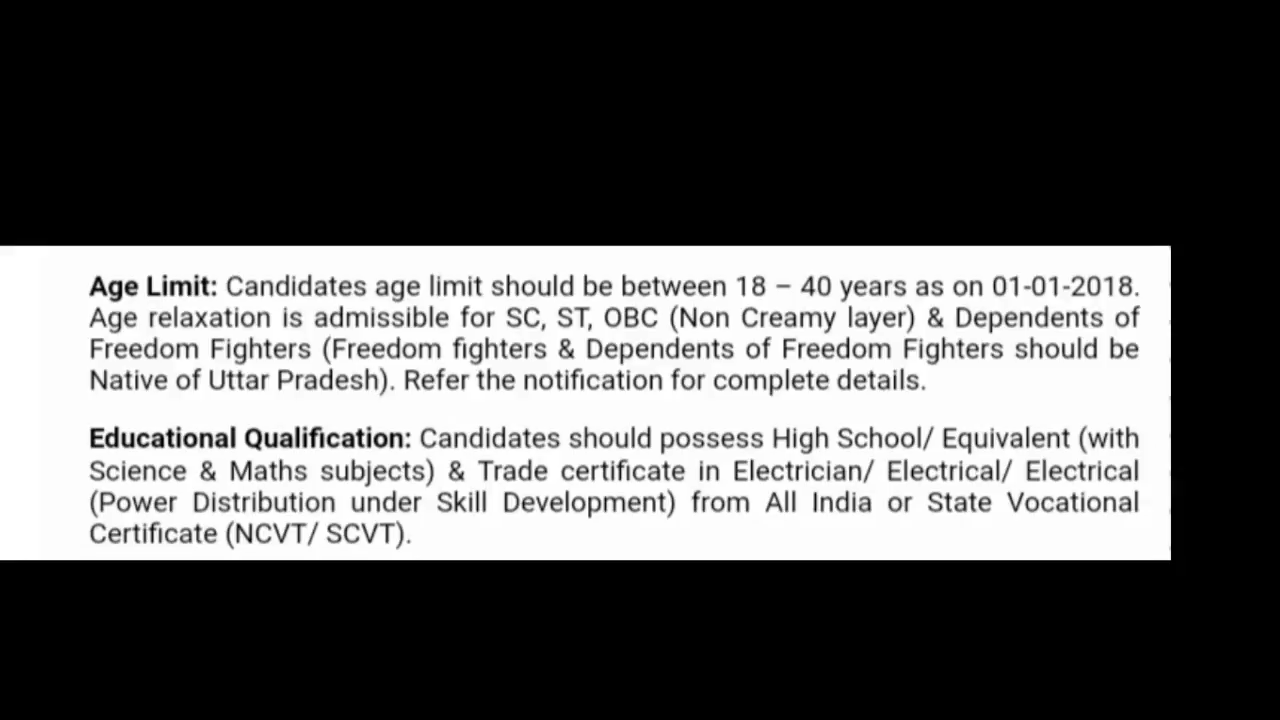 Age Limit: Candidates age limit should be between 18 – 40 years as on 01-01-2018.
Age relaxation is admissible for SC, ST, OBC (Non Creamy layer) & Dependents of
Freedom Fighters (Freedom fighters & Dependents of Freedom Fighters should be
Native of Uttar Pradesh). Refer the notification for complete details.
Educational Qualification: Candidates should possess High School/ Equivalent (with
Science & Maths subjects) & Trade certificate in Electrician/ Electrical/ Electrical
(Power Distribution under Skill Development) from All India or State Vocational
Certificate (NCVT/ SCVT).